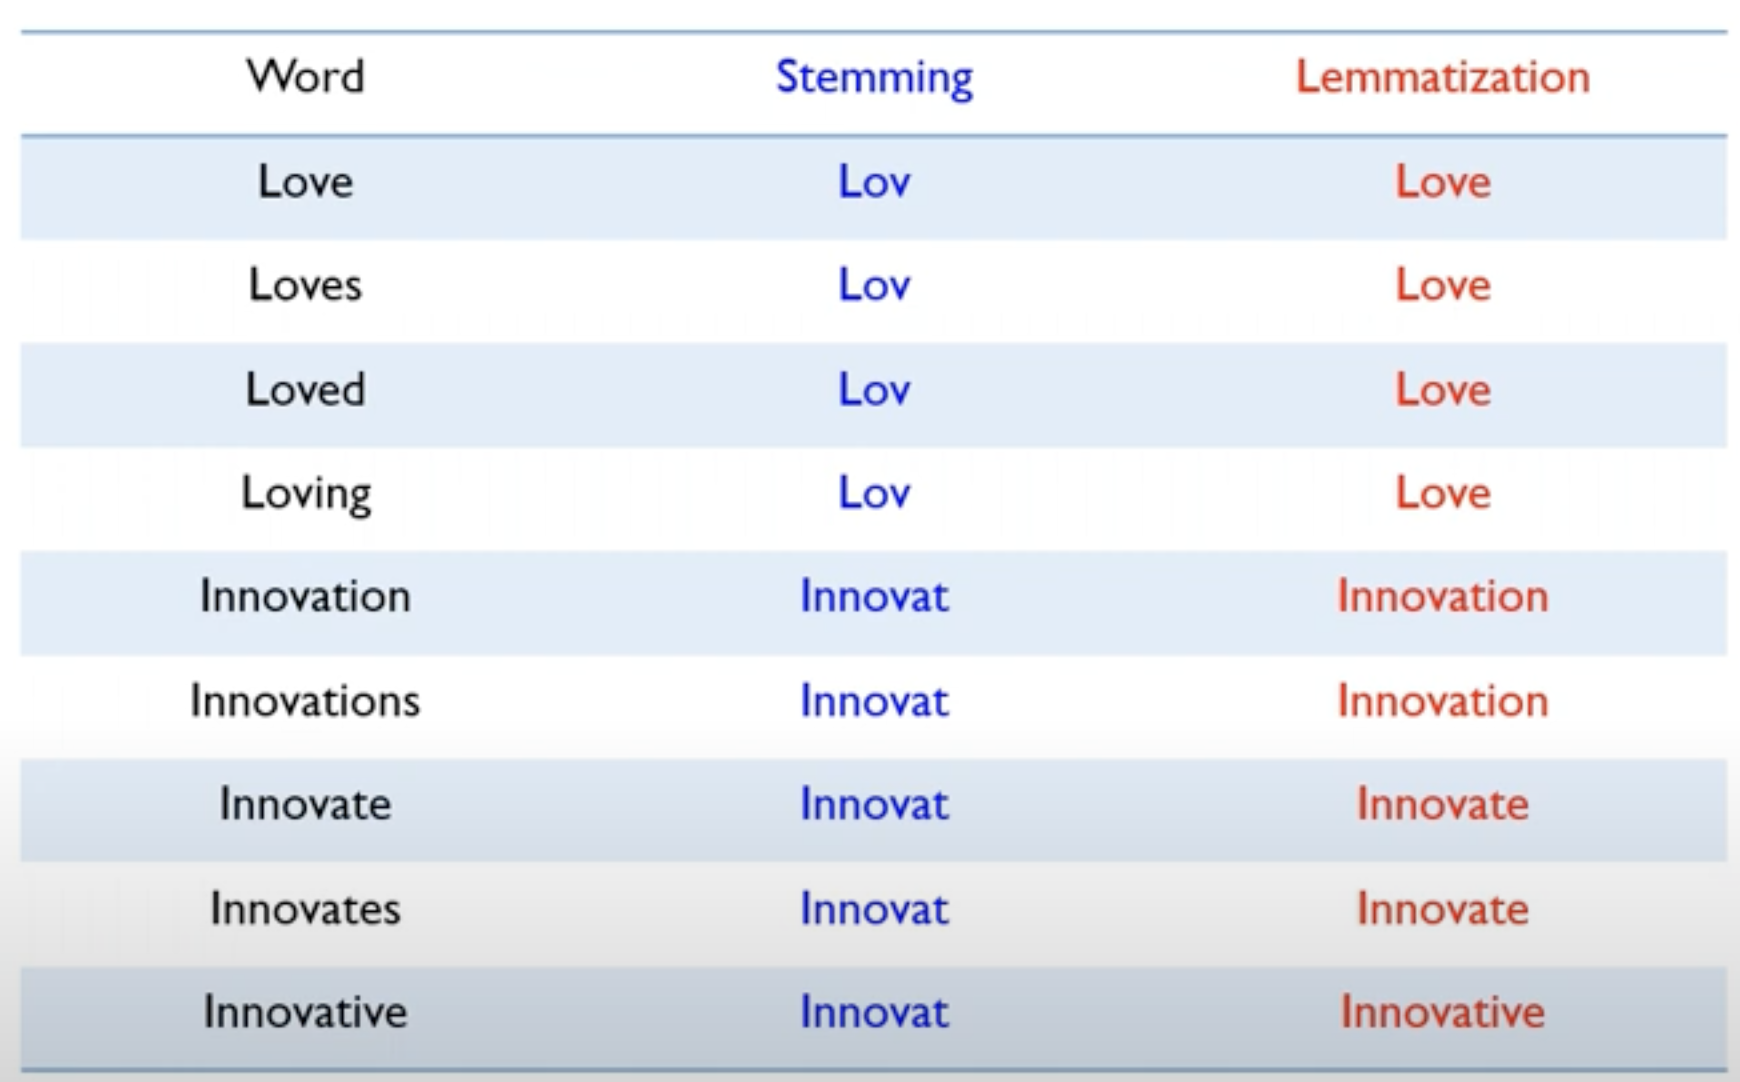 Word Stemming Lemmatization
Love Lov Love
Loves Lov Love
Loved Lov Love
Loving Lov Love
Innovation Innovat Innovation
Innovations Innovat Innovation
Innovate Innovat Innovate
Innovates Innovat Innovate
Innovative Innovat Innovative